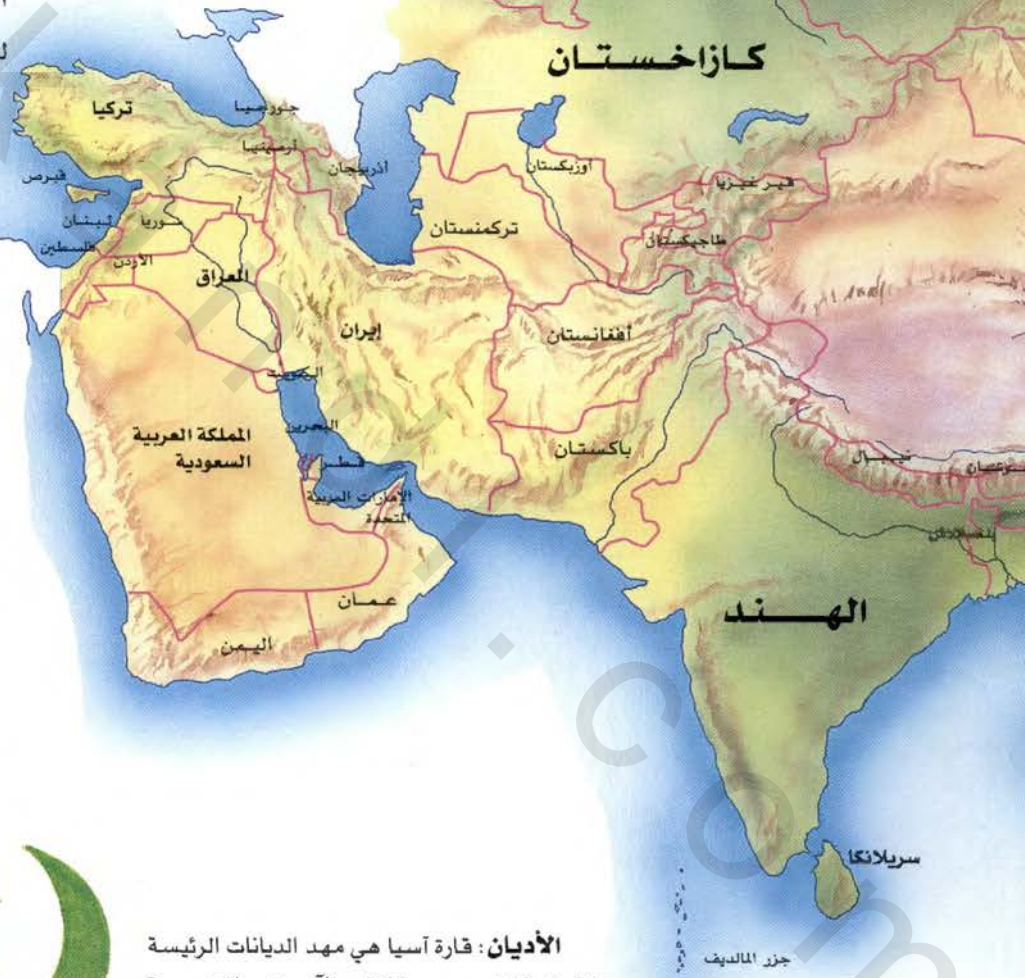 كازاخستان
تركيا
جورجيا
أرمينيا
أذربيجان
أوزبكستان
قيرغيزيا
قبرص
لبنان
سوريا
تركمنستان
طاجيكستان
فلسطين
الأردن
العراق
إيران
أفغانستان
الكويت
البحرين
المملكة العربية
السعودية
قطر
باكستان
نيبال
الإمارات العربية
المتحدة
بنغلادش
عمان
الهند
اليمن
سريلانكا
الأديان: قارة آسيا هي مهد الديانات الرئيسة
جزر المالديف